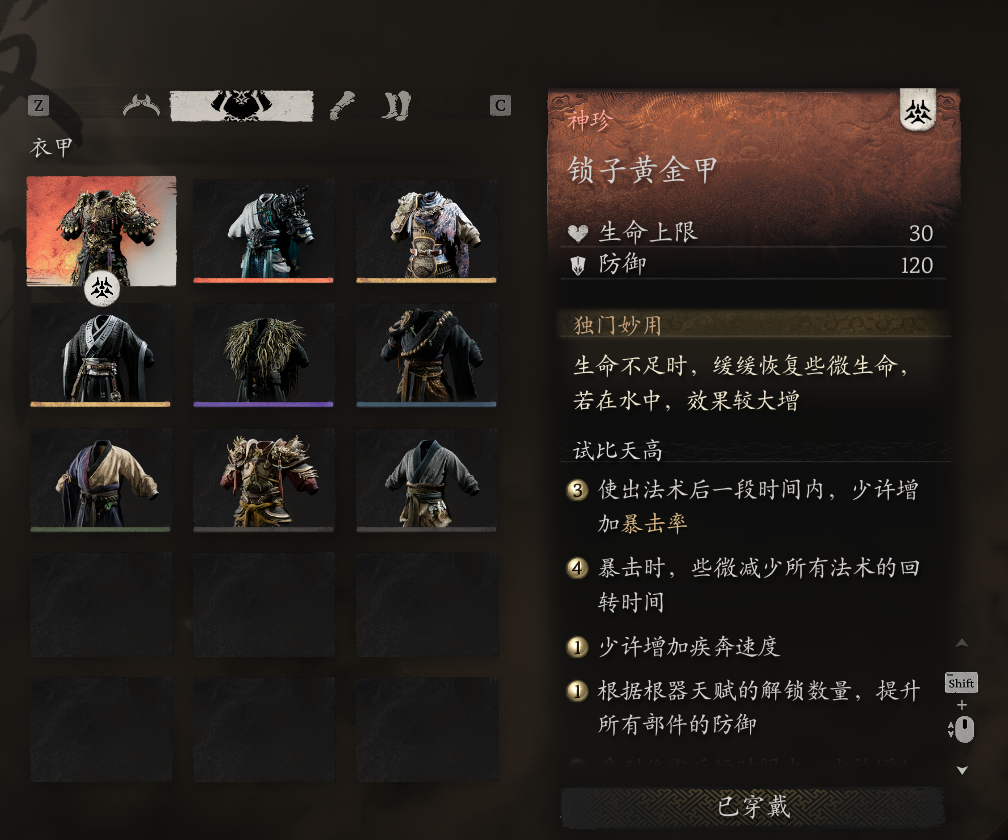 Z
C
衣甲
神珍
锁子黄金甲
生命上限 30
防御 120
独门妙用
生命不足时，缓缓恢复些微生命，
若在水中，效果较大增
试比天高
3 使出法术后一段时间内，少许增
加暴击率
4 暴击时，些微减少所有法术的回
转时间
1 少许增加疾奔速度
1 根据根器天赋的解锁数量，提升
所有部件的防御
Shift
+
已穿戴